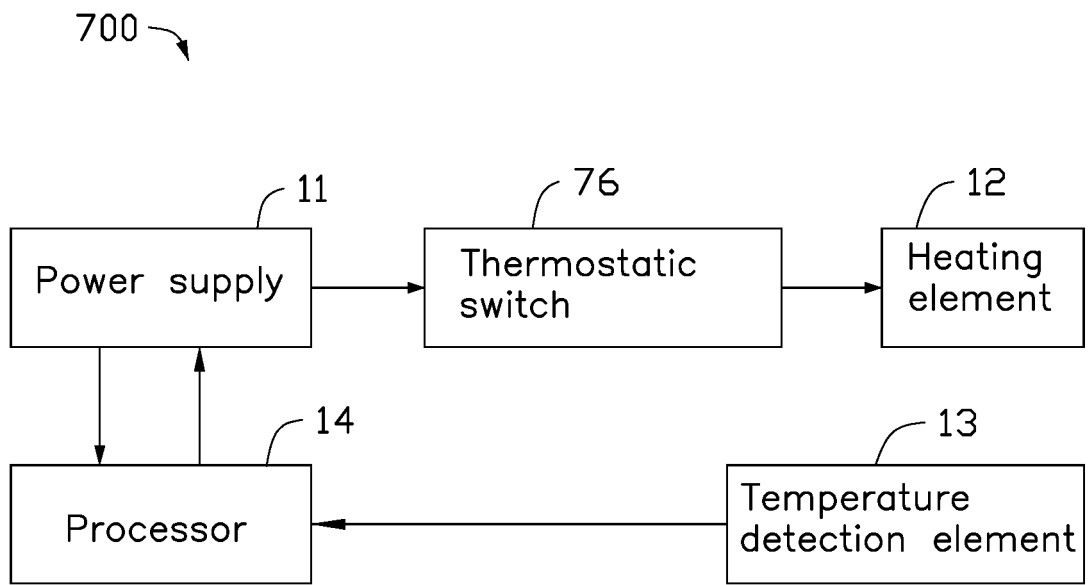 700
11
76
12
Power supply
Thermostatic
switch
Heating
element
14
13
Processor
Temperature
detection element